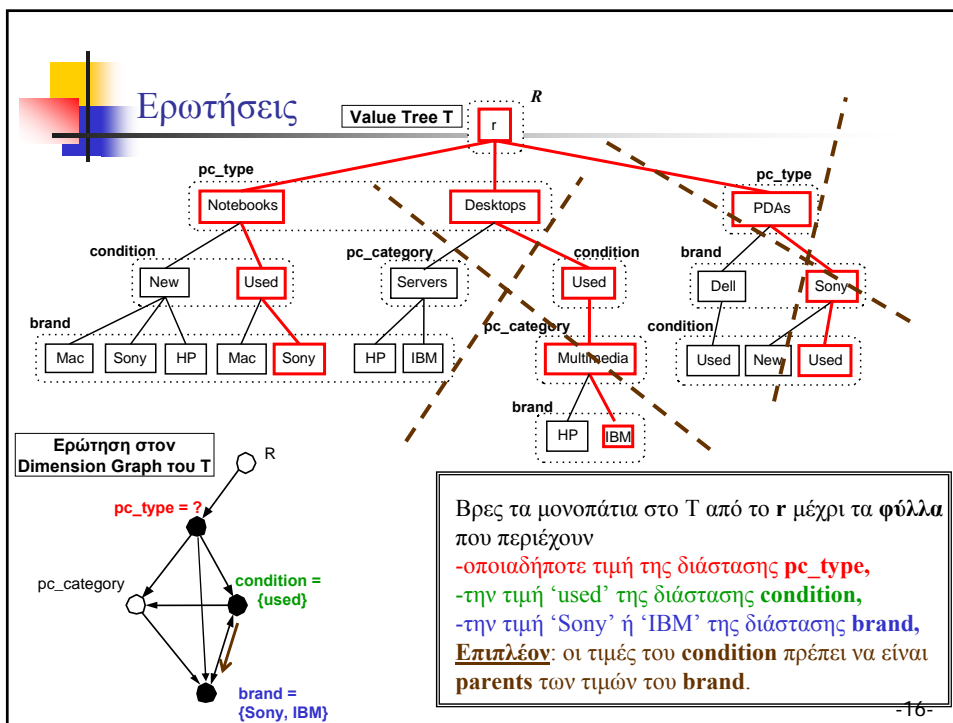 Ερωτήσεις
Value Tree T
R
r
pc_type
pc_type
Notebooks
Desktops
PDAs
condition
pc_category
condition
brand
New
Used
Servers
Used
Dell
Sony
brand
pc_category
condition
Mac
Sony
HP
Mac
Sony
HP
IBM
Multimedia
Used
New
Used
brand
HP
IBM
Ερώτηση στον
Dimension Graph του T
R
pc_type = ?
pc_category
condition =
{used}
brand =
{Sony, IBM}
Βρες τα μονοπάτια στο T από το r μέχρι τα φύλλα
που περιέχουν
-οποιαδήποτε τιμή της διάστασης pc_type,
-την τιμή ‘used’ της διάστασης condition,
-την τιμή ‘Sony’ ή ‘IBM’ της διάστασης brand,
Επιπλέον: οι τιμές του condition πρέπει να είναι
parents των τιμών του brand.
-16-